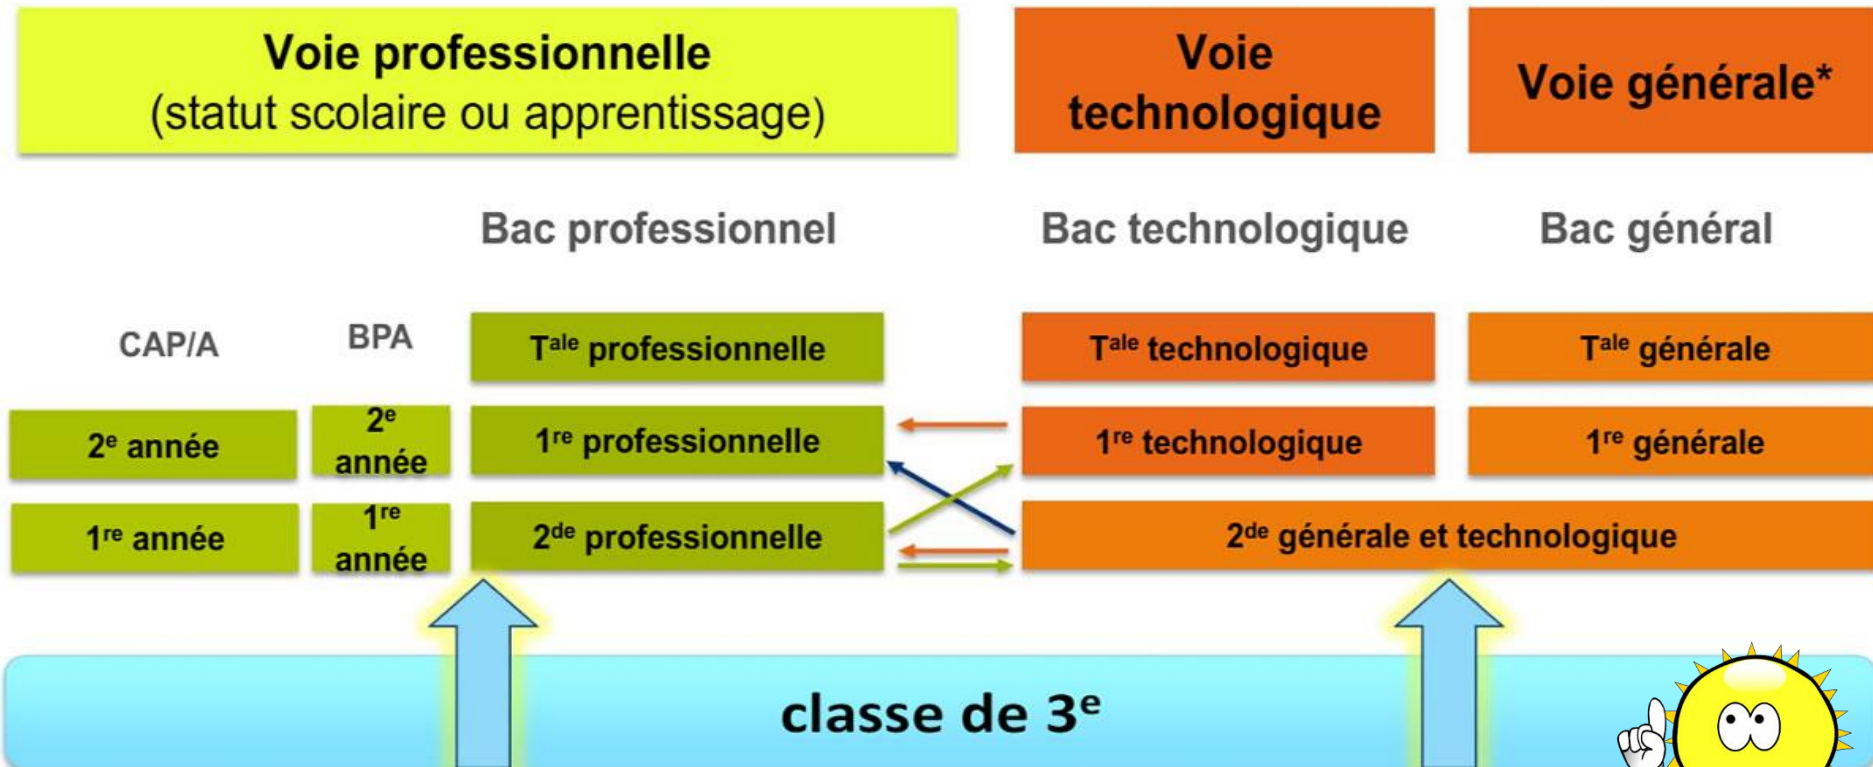 Voie professionnelle
(statut scolaire ou apprentissage)
Voie
technologique
Voie générale*
Bac professionnel
Bac technologique
Bac général
CAP/A
BPA
Tale professionnelle
Tale technologique
Tale générale
2e année
2e
année
1re professionnelle
1re technologique
1re générale
1re année
1re
année
2de professionnelle
2de générale et technologique
classe de 3e